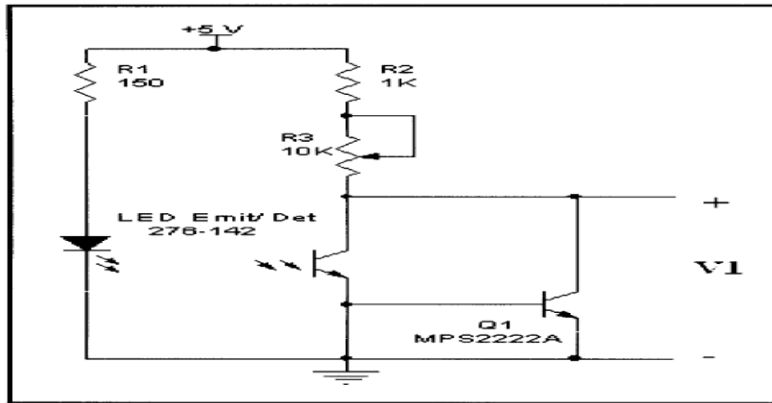 +5 V
R1
150
R2
1K
R3
10K
LED Emit/Det
276-142
+
V1
Q1
MPS2222A
-